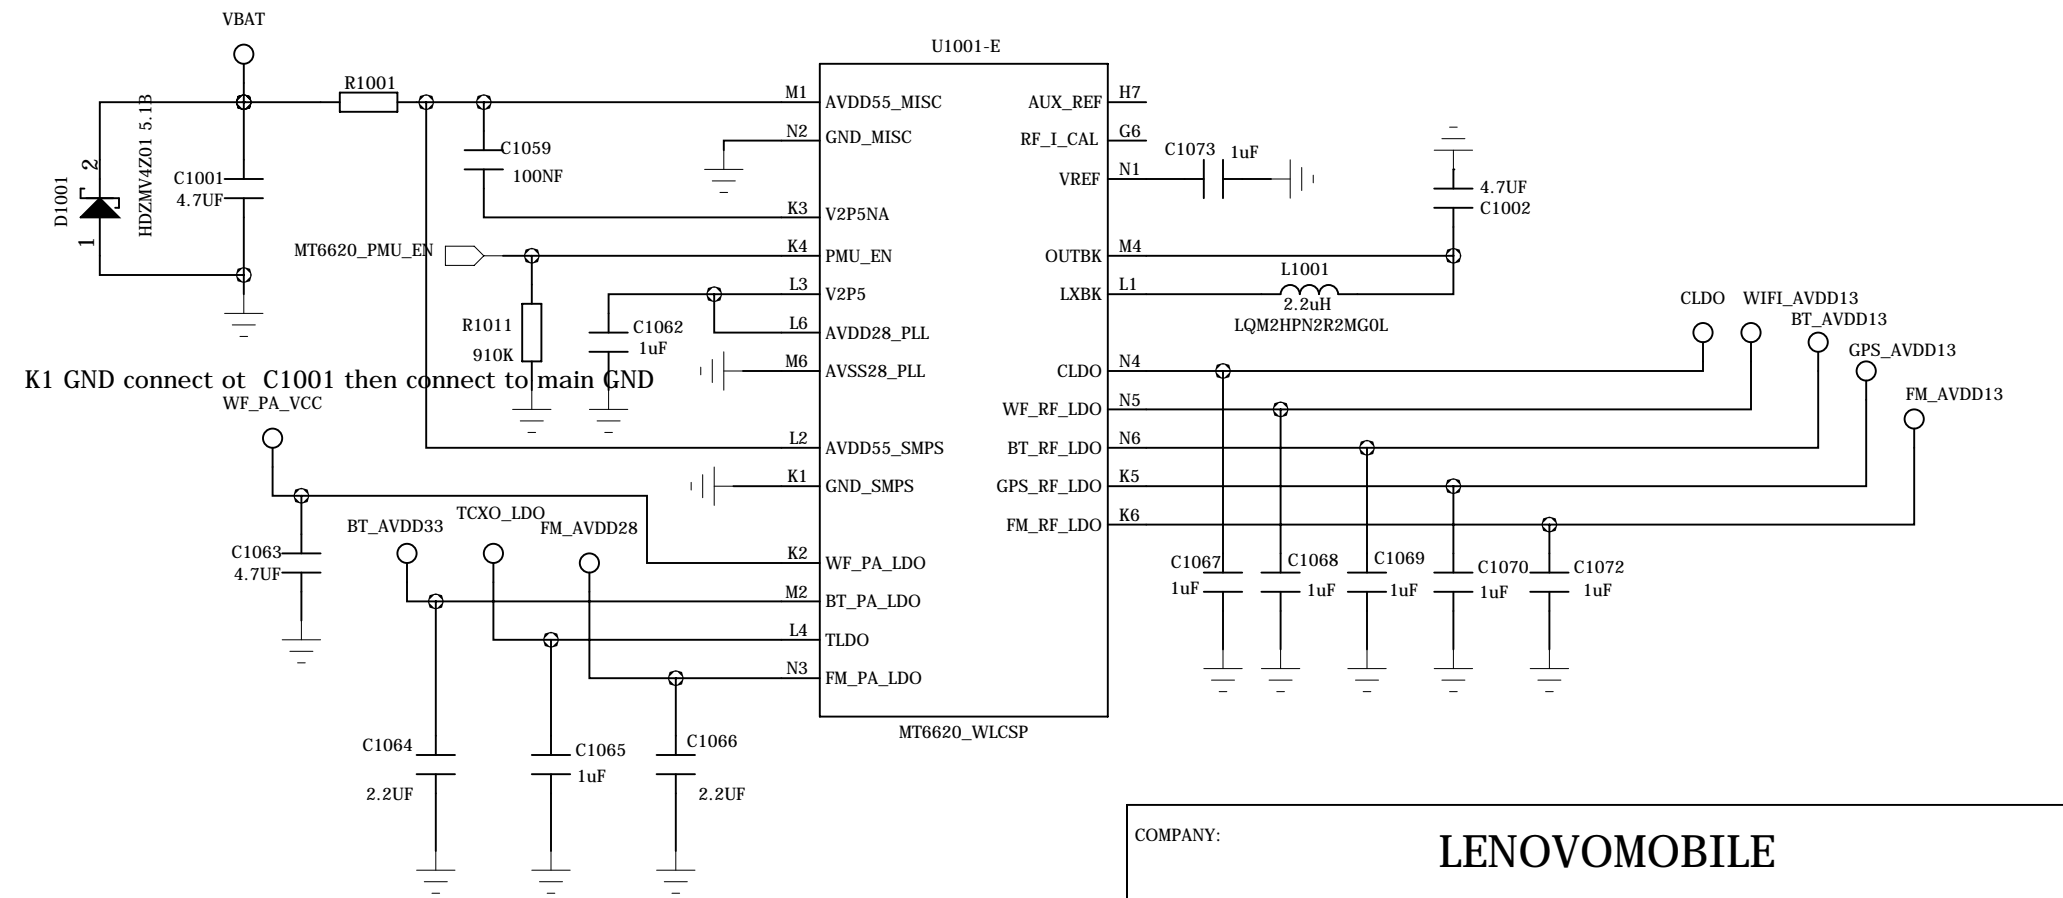 VBAT
U1001-E
R1001
HDZMV4Z01 5.1B
D1001
2
1
C1001
4.7UF
C1059
100NF
MT6620_PMU_EN
R1011
910K
C1062
1uF
K1 GND connect ot  C1001 then connect to main GND
WF_PA_VCC
C1063
4.7UF
BT_AVDD33
TCXO_LDO
FM_AVDD28
C1064
2.2UF
C1065
1uF
C1066
2.2UF
M1 AVDD55_MISC
N2 GND_MISC
K3 V2P5NA
K4 PMU_EN
L3 V2P5
L6 AVDD28_PLL
M6 AVSS28_PLL
L2 AVDD55_SMPS
K1 GND_SMPS
K2 WF_PA_LDO
M2 BT_PA_LDO
L4 TLDO
N3 FM_PA_LDO
AUX_REF H7
RF_I_CAL G6
VREF N1
OUTBK M4
LXBK L1
CLDO N4
WF_RF_LDO N5
BT_RF_LDO N6
GPS_RF_LDO K5
FM_RF_LDO K6
MT6620_WLCSP
C1073 1uF
4.7UF
C1002
L1001
2.2uH
LQM2HPN2R2MG0L
CLDO
WIFI_AVDD13
BT_AVDD13
GPS_AVDD13
FM_AVDD13
C1067
1uF
C1068
1uF
C1069
1uF
C1070
1uF
C1072
1uF
COMPANY:
LENOVOMOBILE